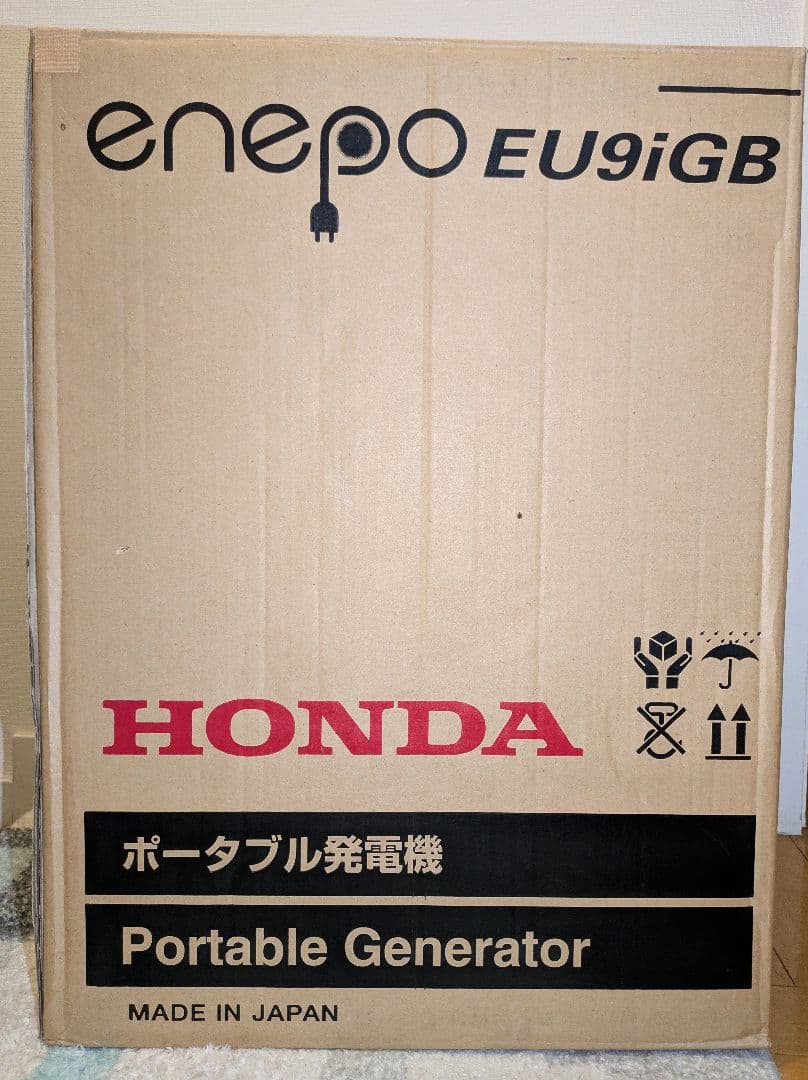 enepo EU9iGB
HONDA
ポータブル発電機
Portable Generator
MADE IN JAPAN